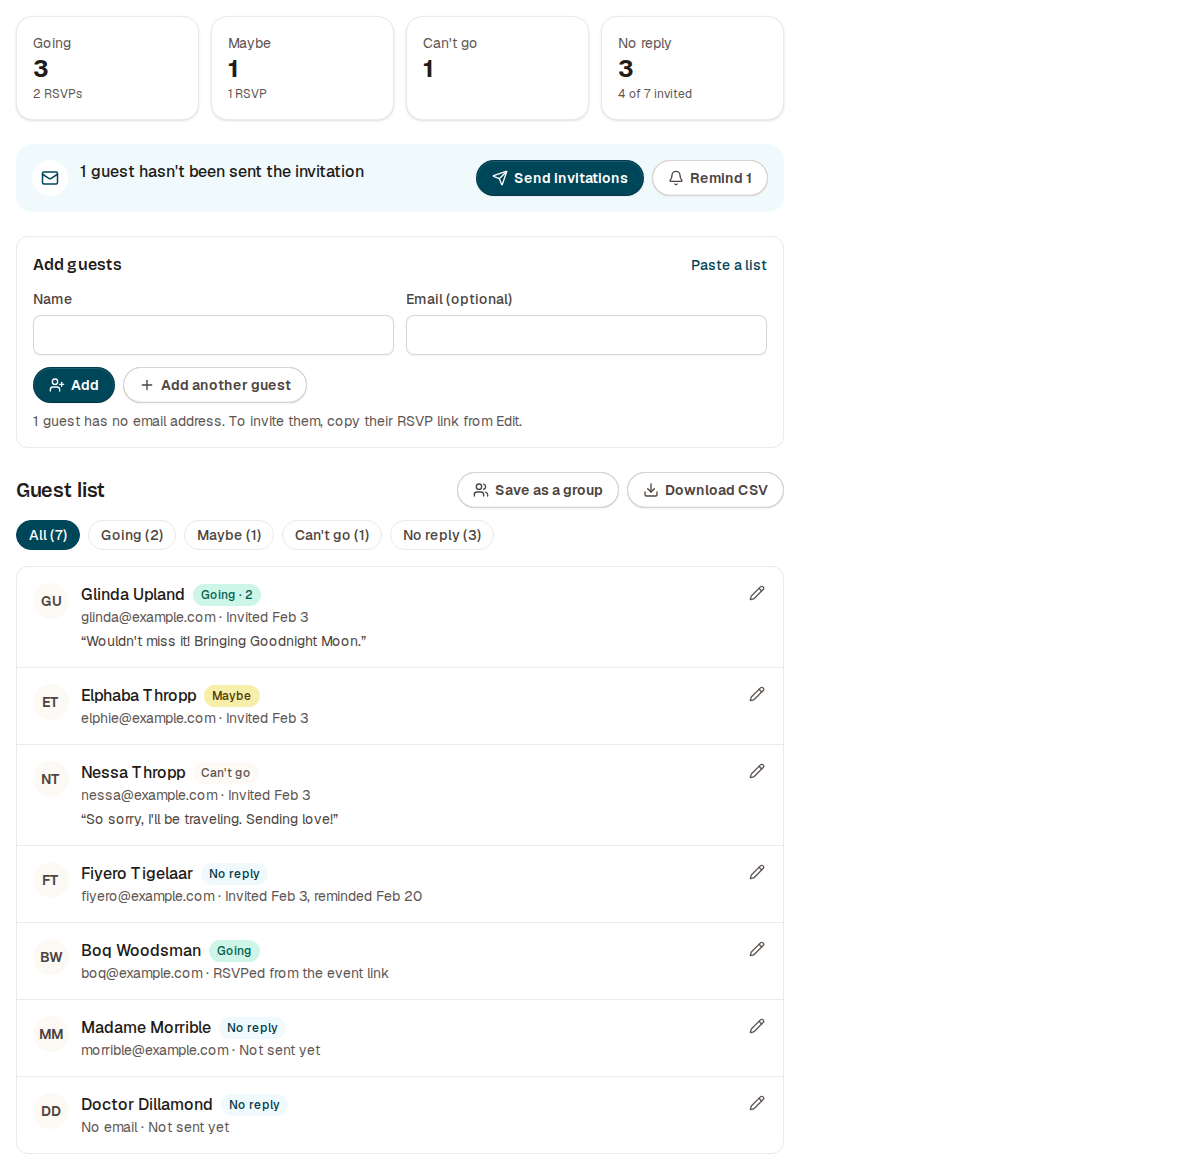 Going
3
2 RSVPs
Maybe
1
1 RSVP
Can't go
1
No reply
3
4 of 7 invited
1 guest hasn't been sent the invitation
Send invitations
Remind 1
Add guests
Paste a list
Name
Email (optional)
Add
Add another guest
1 guest has no email address. To invite them, copy their RSVP link from Edit.
Guest list
Save as a group
Download CSV
All (7)
Going (2)
Maybe (1)
Can't go (1)
No reply (3)
GU
Glinda Upland
Going · 2
glinda@example.com · Invited Feb 3
“Wouldn't miss it! Bringing Goodnight Moon.”
ET
Elphaba Thropp
Maybe
elphie@example.com · Invited Feb 3
NT
Nessa Thropp
Can't go
nessa@example.com · Invited Feb 3
“So sorry, I'll be traveling. Sending love!”
FT
Fiyero Tigelaar
No reply
fiyero@example.com · Invited Feb 3, reminded Feb 20
BW
Boq Woodsman
Going
boq@example.com · RSVPed from the event link
MM
Madame Morrible
No reply
morrible@example.com · Not sent yet
DD
Doctor Dillamond
No reply
No email · Not sent yet